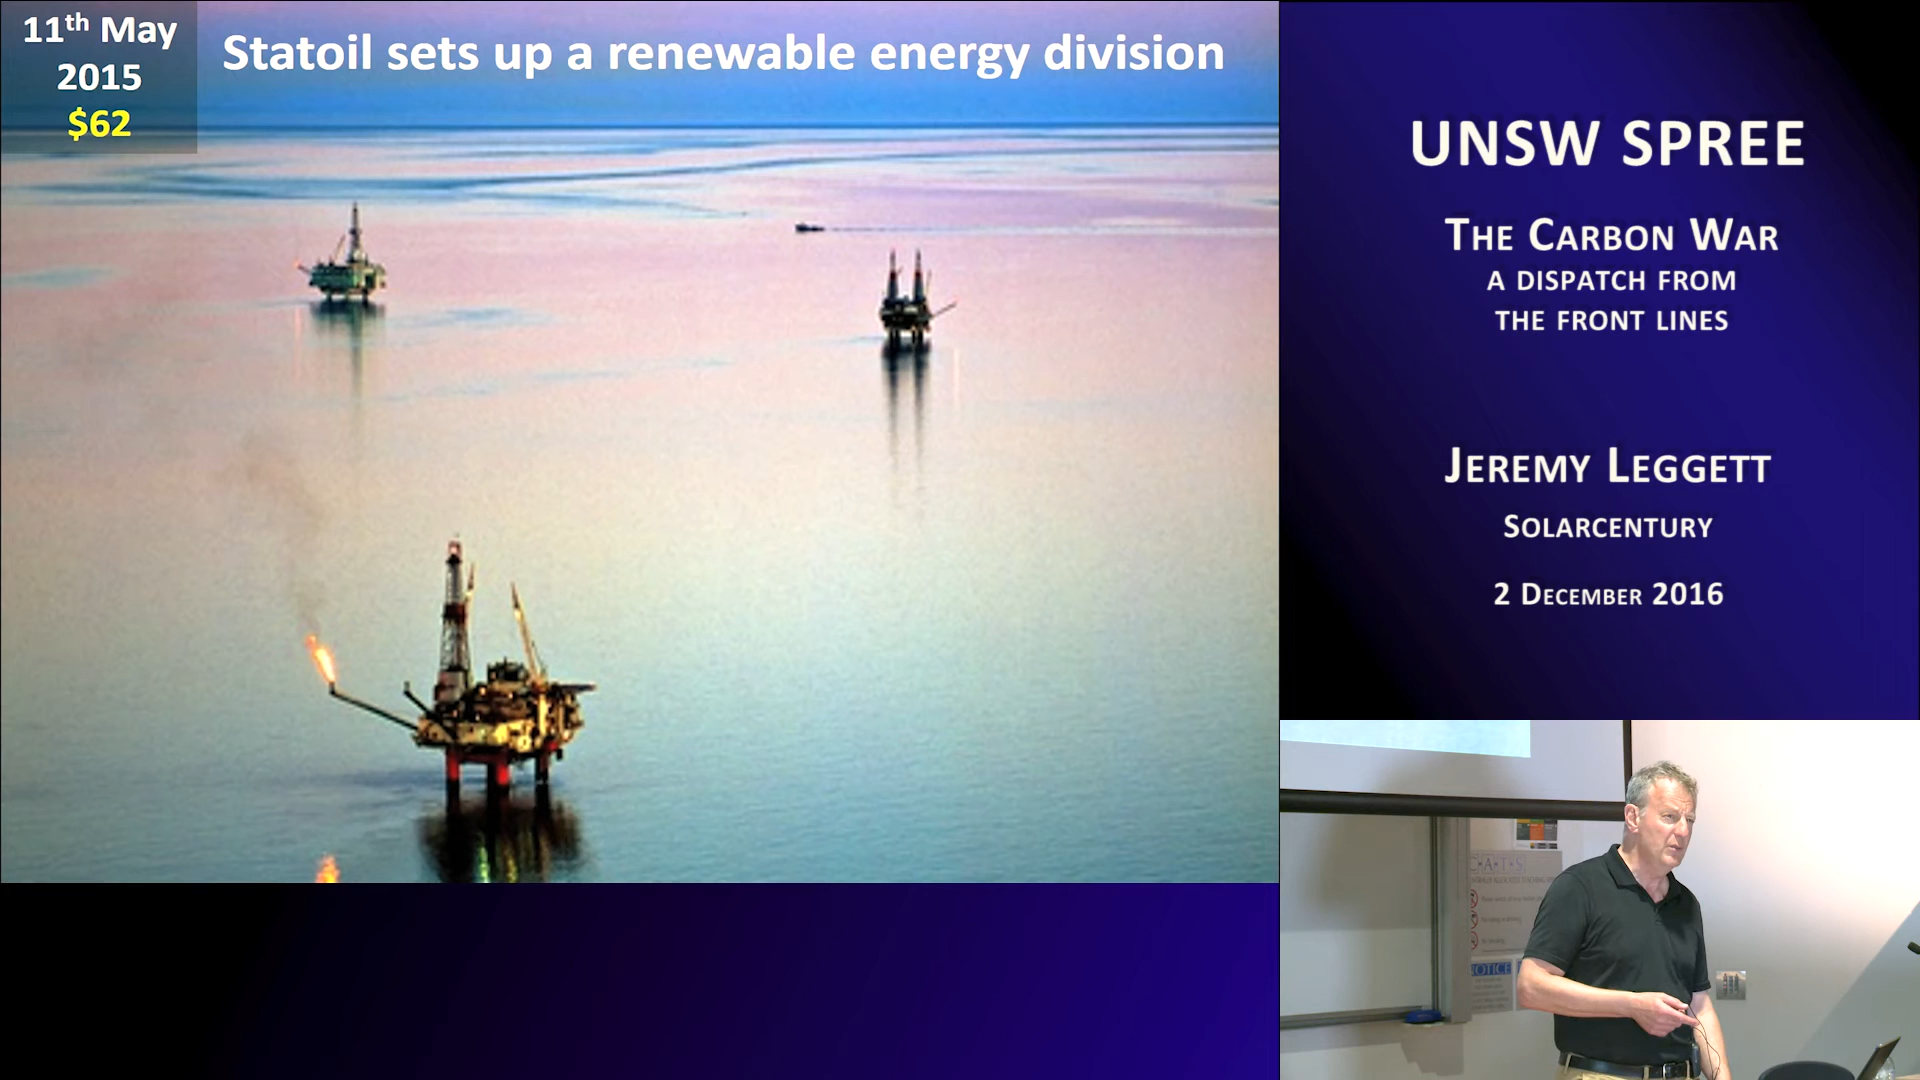 11th May
2015
$62
Statoil sets up a renewable energy division
UNSW SPREE
The Carbon War
a dispatch from
the front lines
Jeremy Leggett
Solarcentury
2 December 2016
NOTICE